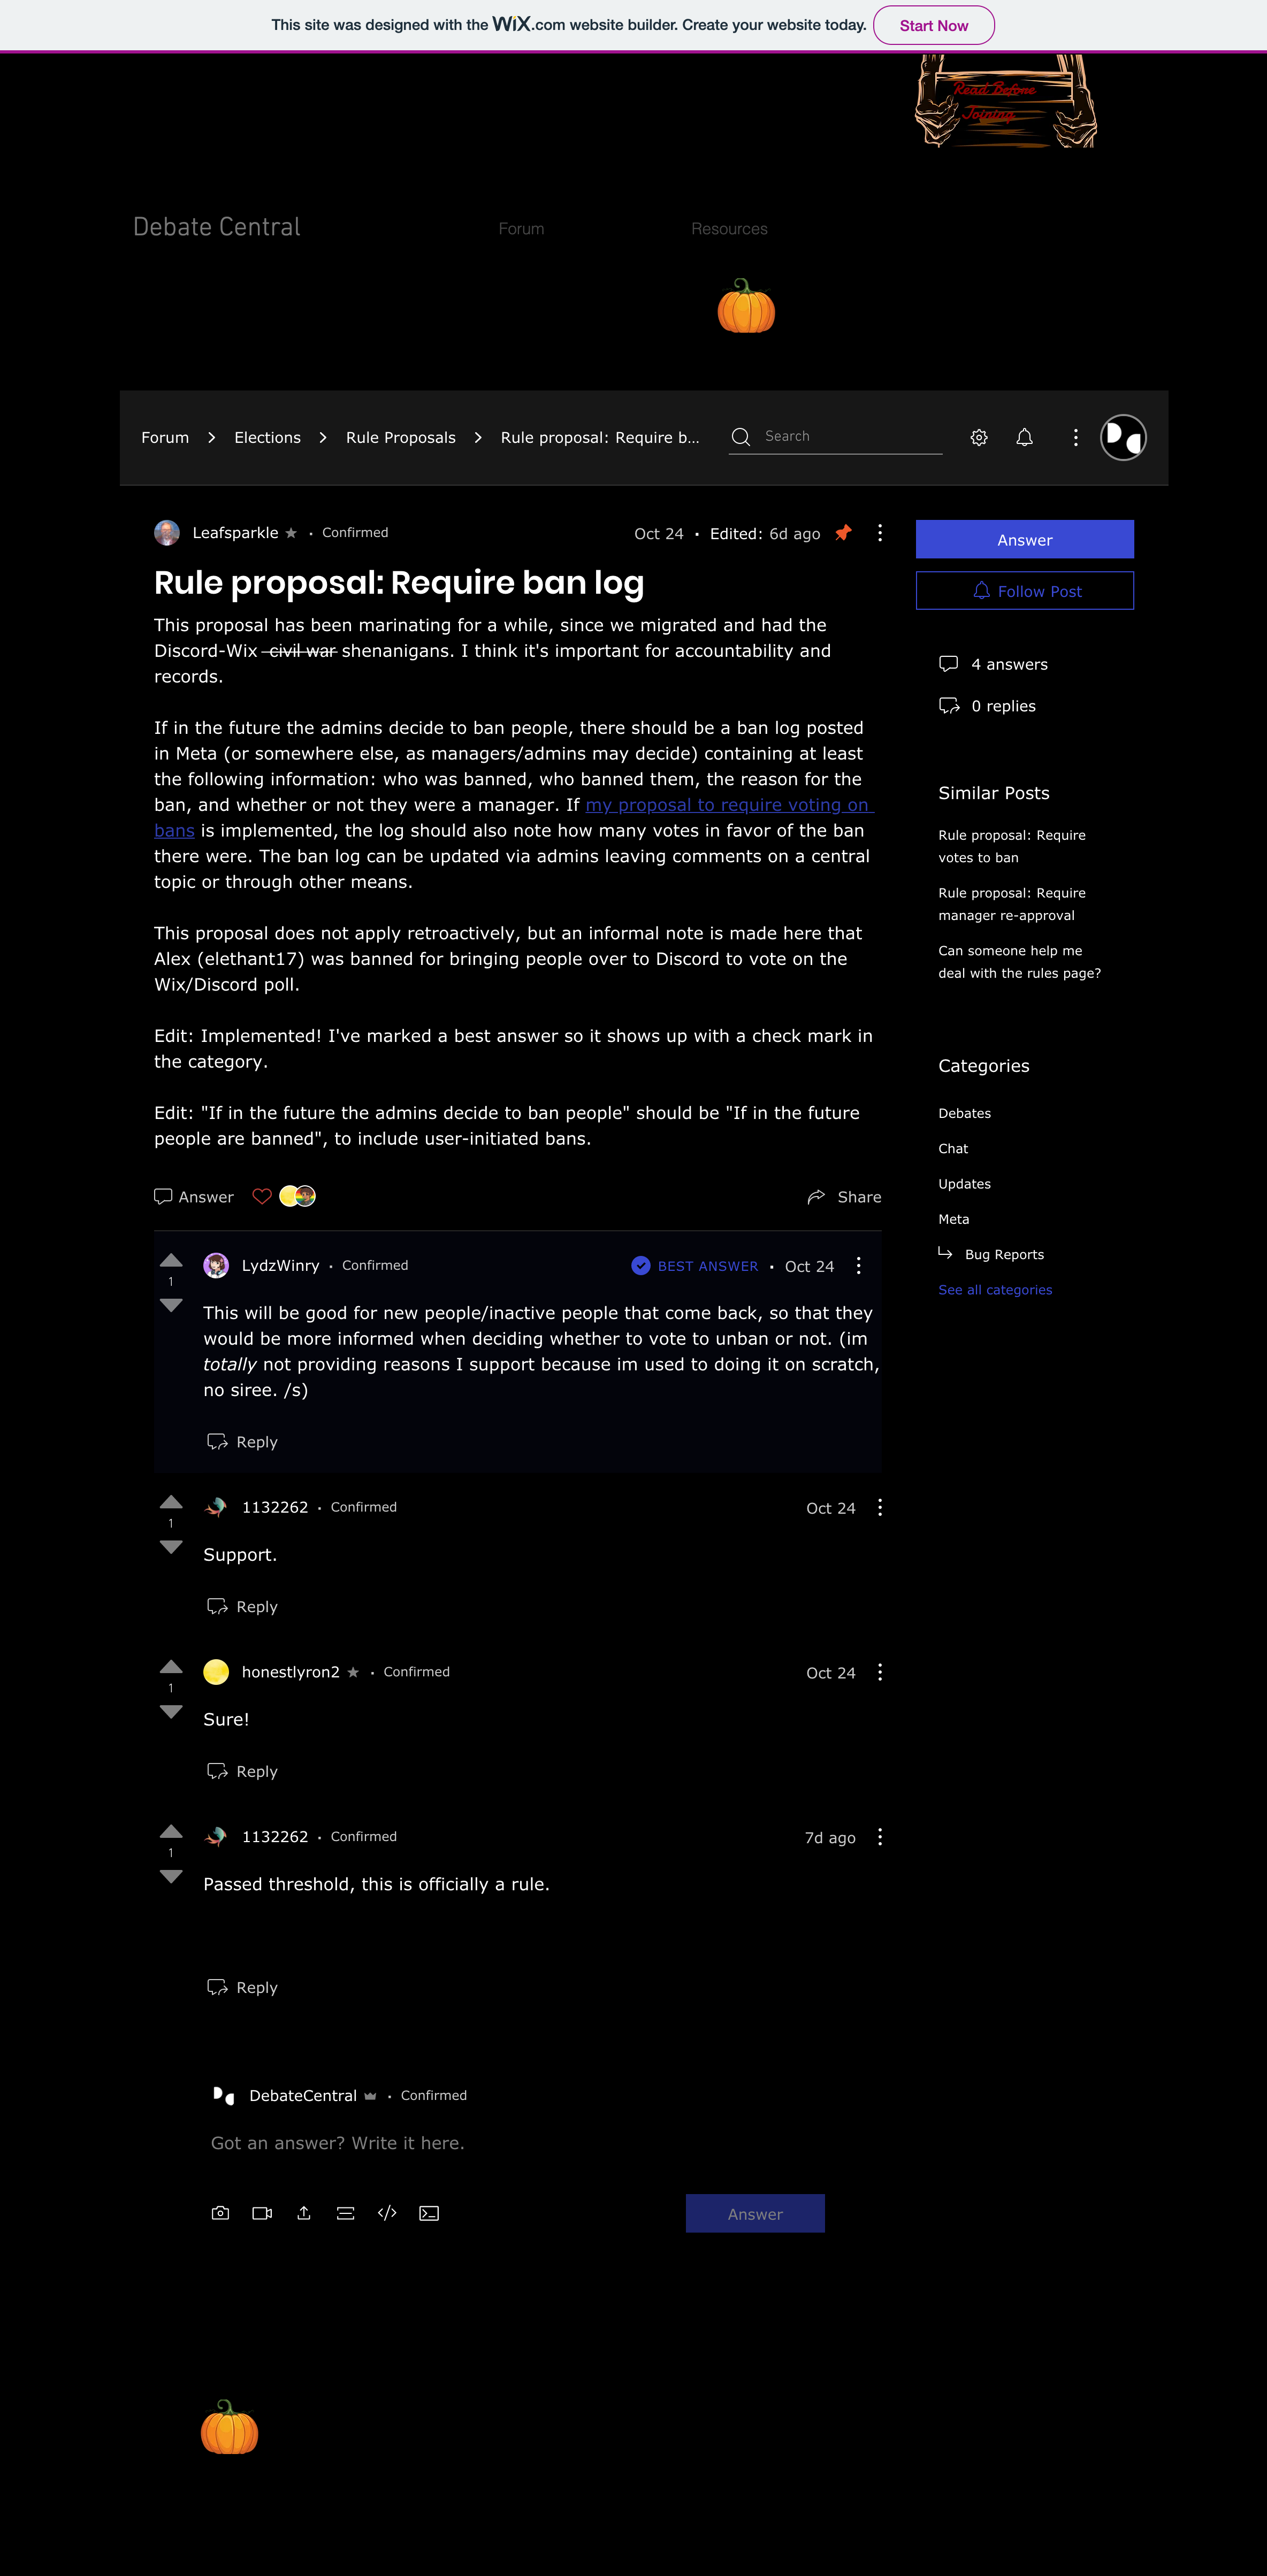 This site was designed with the WiX.com website builder. Create your website today. Start Now
Read Before
Joining
Debate Central
Forum
Resources
Forum
Elections
Rule Proposals
Rule proposal: Require b...
Search
Leafsparkle
Confirmed
Oct 24
Edited: 6d ago
Rule proposal: Require ban log
This proposal has been marinating for a while, since we migrated and had the
Discord-Wix civil war shenanigans. I think it's important for accountability and
records.
If in the future the admins decide to ban people, there should be a ban log posted
in Meta (or somewhere else, as managers/admins may decide) containing at least
the following information: who was banned, who banned them, the reason for the
ban, and whether or not they were a manager. If my proposal to require voting on
bans is implemented, the log should also note how many votes in favor of the ban
there were. The ban log can be updated via admins leaving comments on a central
topic or through other means.
This proposal does not apply retroactively, but an informal note is made here that
Alex (elethant17) was banned for bringing people over to Discord to vote on the
Wix/Discord poll.
Edit: Implemented! I've marked a best answer so it shows up with a check mark in
the category.
Edit: "If in the future the admins decide to ban people" should be "If in the future
people are banned", to include user-initiated bans.
Answer
Share
Answer
Follow Post
4 answers
0 replies
Similar Posts
Rule proposal: Require
votes to ban
Rule proposal: Require
manager re-approval
Can someone help me
deal with the rules page?
Categories
Debates
Chat
Updates
Meta
Bug Reports
See all categories
1
LydzWinry
Confirmed
BEST ANSWER
Oct 24
This will be good for new people/inactive people that come back, so that they
would be more informed when deciding whether to vote to unban or not. (im
totally not providing reasons I support because im used to doing it on scratch,
no siree. /s)
Reply
1
1132262
Confirmed
Oct 24
Support.
Reply
1
honestlyron2
Confirmed
Oct 24
Sure!
Reply
1
1132262
Confirmed
7d ago
Passed threshold, this is officially a rule.
Reply
DebateCentral
Confirmed
Got an answer? Write it here.
Answer